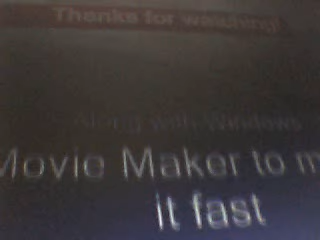 Thanks for watching!
Along with Windows
Movie Maker to m
it fast